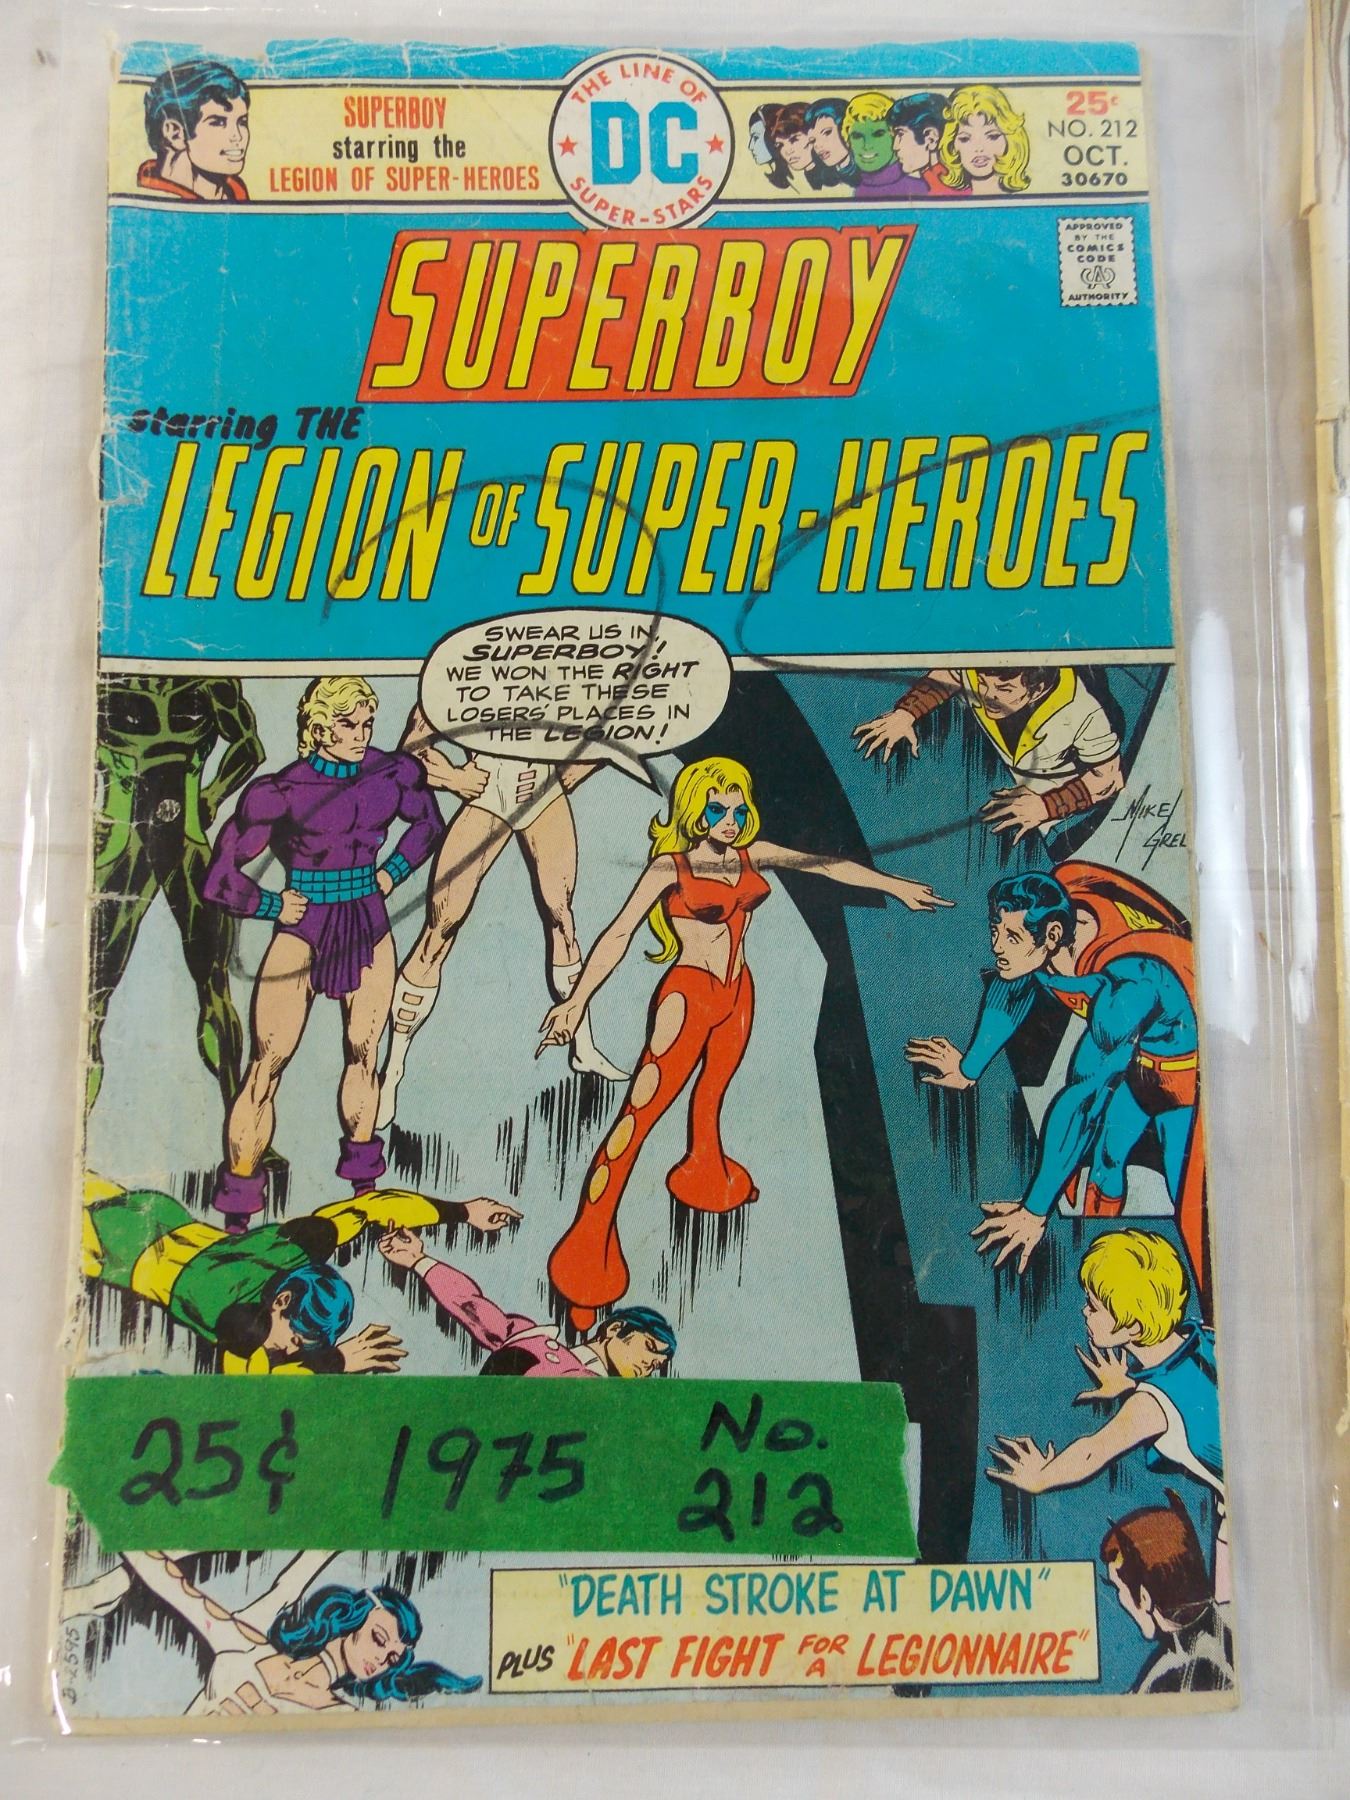 SUPERBOY
starring the
LEGION OF SUPER-HEROES
THE LINE OF
DC
SUPER-STARS
25¢
NO. 212
OCT.
30670
APPROVED
BY THE
COMICS
CODE
AUTHORITY
SUPERBOY
starring THE
LEGION OF SUPER-HEROES
SWEAR US IN,
SUPERBOY!
WE WON THE RIGHT
TO TAKE THESE
LOSERS' PLACES IN
THE LEGION!
MIKE
GREL
25¢ 1975 No.
212
"DEATH STROKE AT DAWN"
PLUS "LAST FIGHT FOR A LEGIONNAIRE"
B-2595